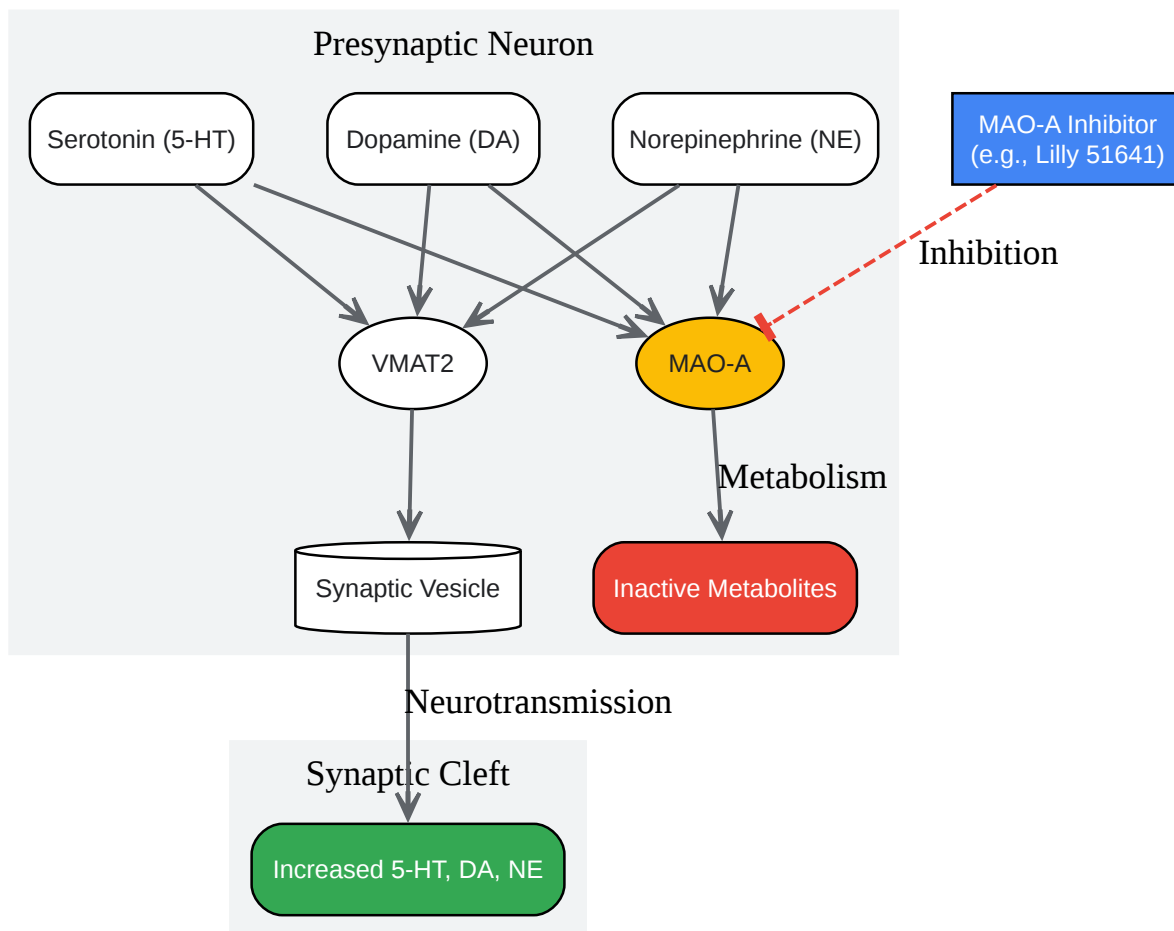 Presynaptic Neuron
Serotonin (5-HT)
Dopamine (DA)
Norepinephrine (NE)
MAO-A Inhibitor
(e.g., Lilly 51641)
Inhibition
VMAT2
MAO-A
Metabolism
Synaptic Vesicle
Inactive Metabolites
Neurotransmission
Synaptic Cleft
Increased 5-HT, DA, NE